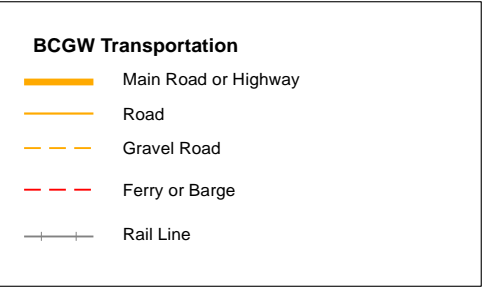 BCGW Transportation
Main Road or Highway
Road
Gravel Road
Ferry or Barge
Rail Line